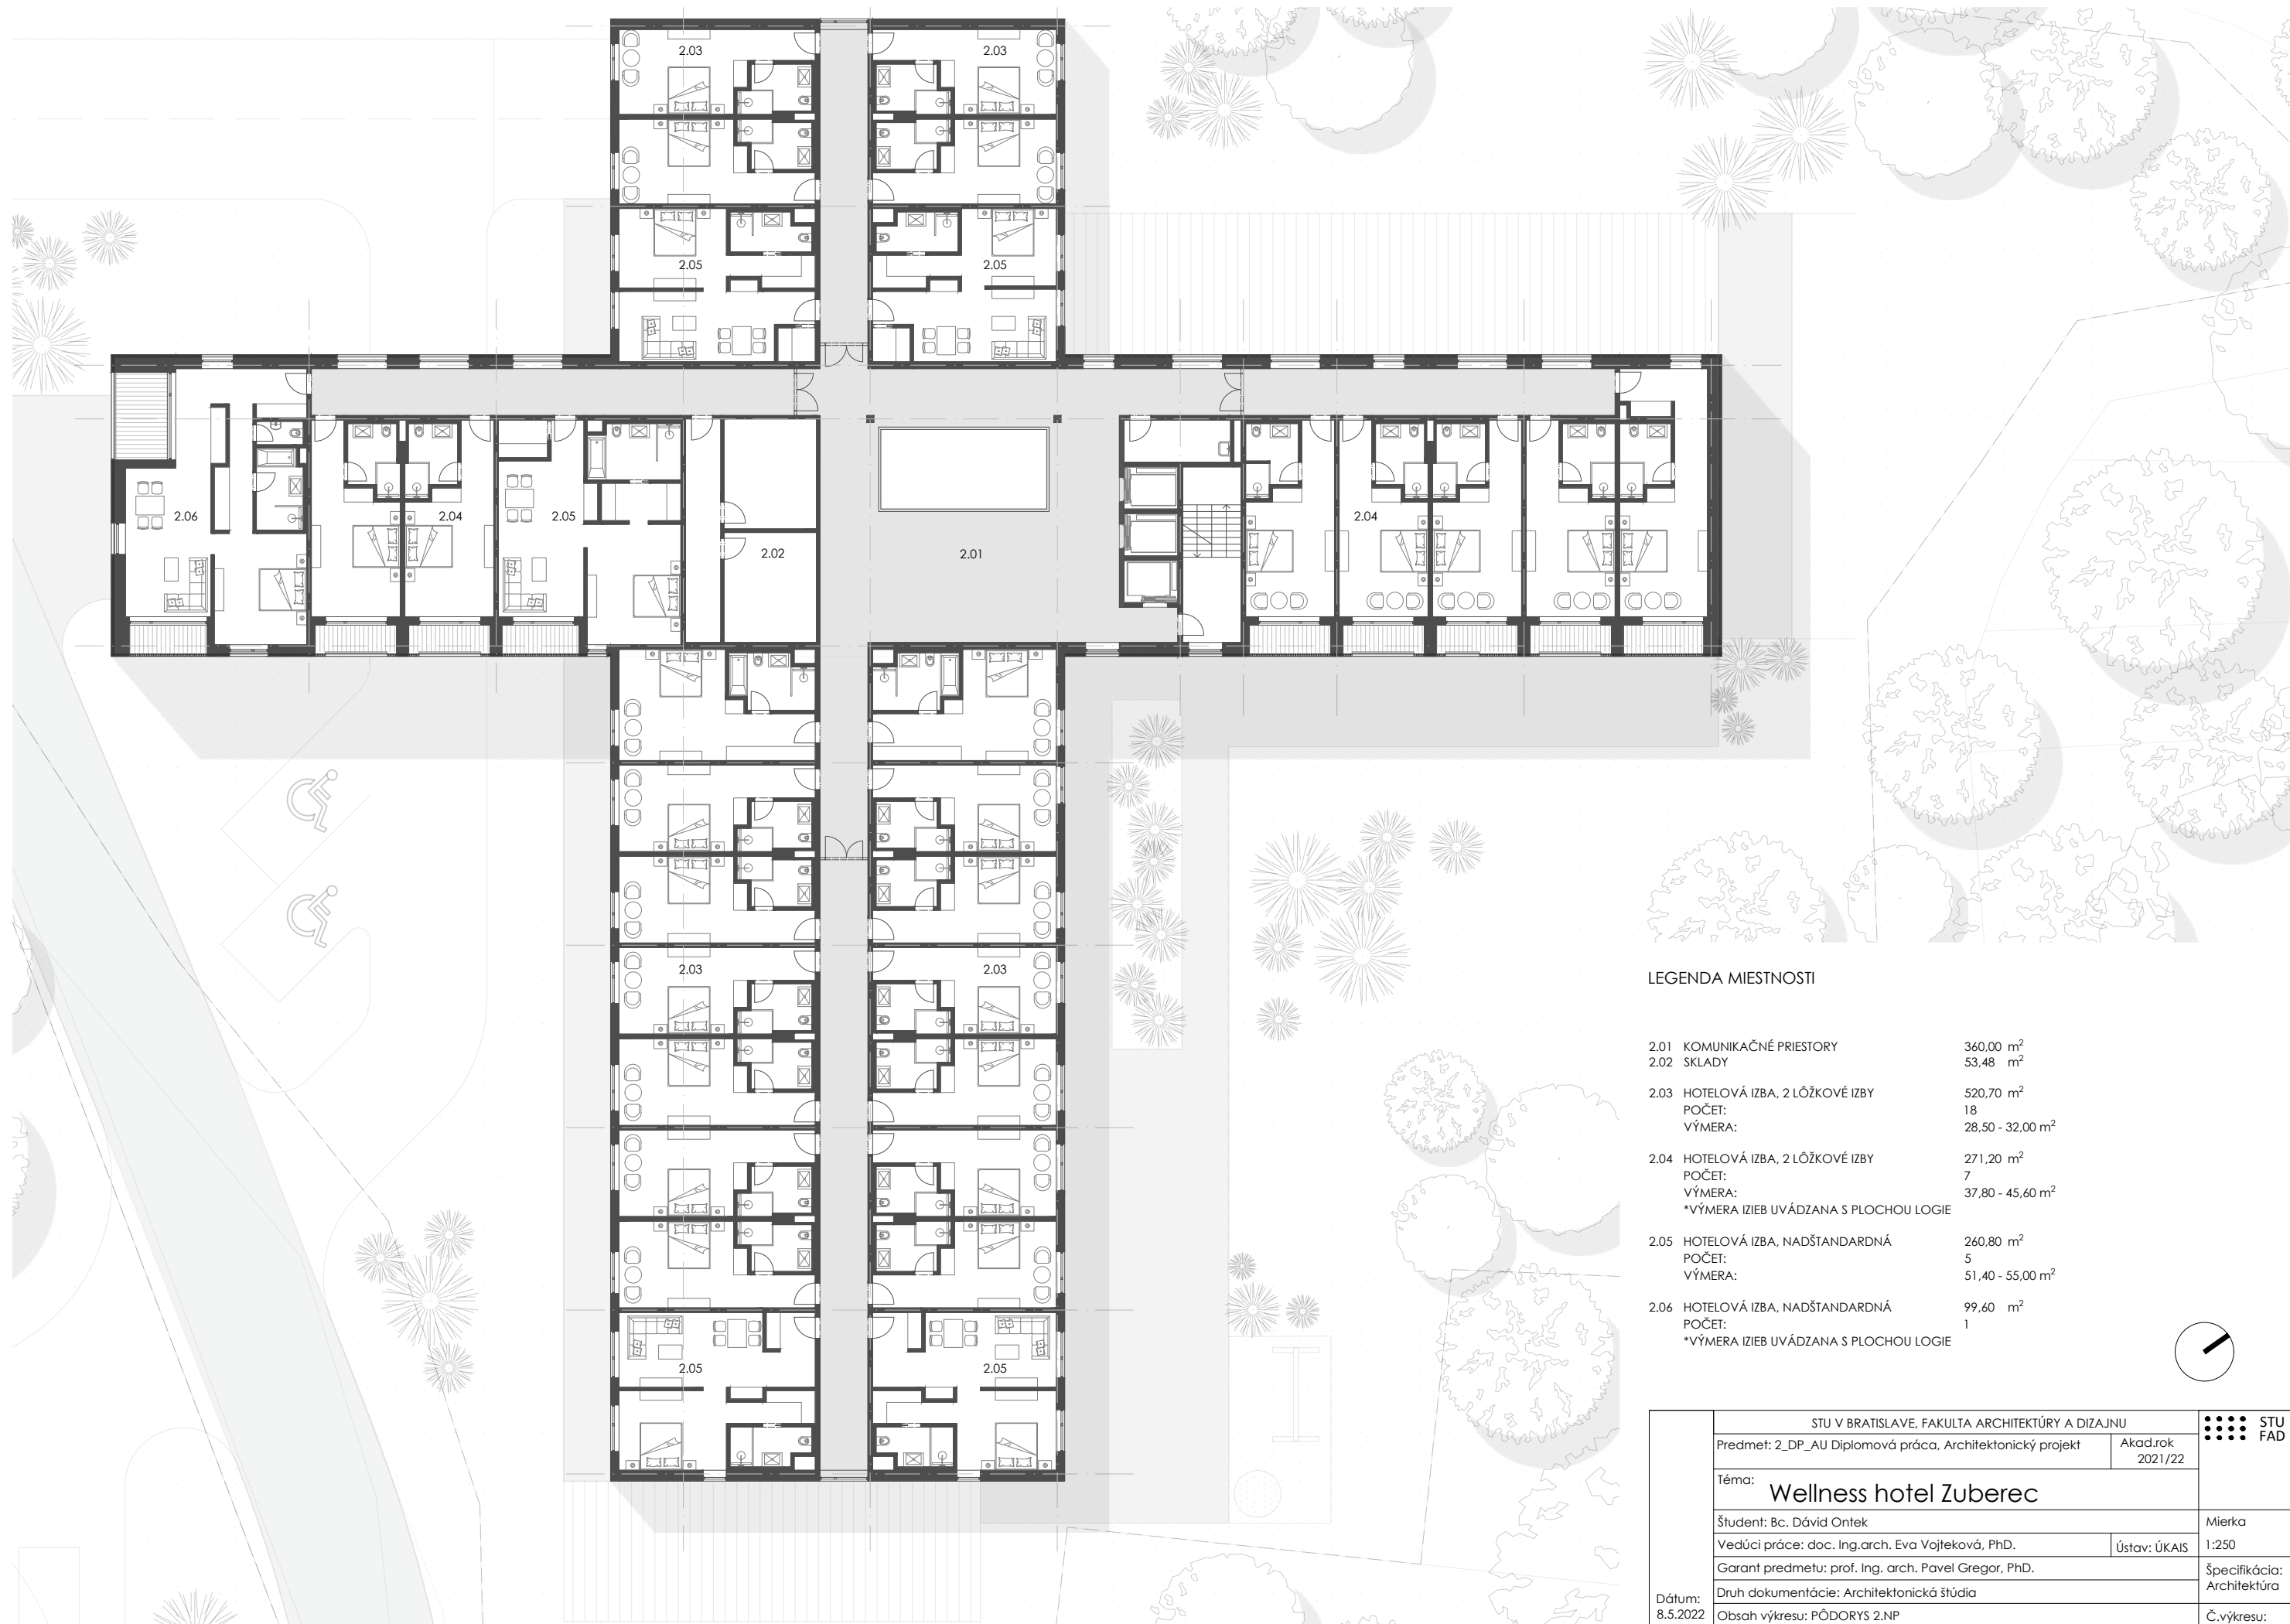 2.03
2.03
2.05
2.05
2.06
2.04
2.05
2.02
2.01
2.04
2.03
2.03
2.05
2.05
LEGENDA MIESTNOSTI
2.01 KOMUNIKAČNÉ PRIESTORY 360,00 m²
2.02 SKLADY 53,48 m²
2.03 HOTELOVÁ IZBA, 2 LÔŽKOVÉ IZBY 520,70 m²
POČET: 18
VÝMERA: 28,50 - 32,00 m²
2.04 HOTELOVÁ IZBA, 2 LÔŽKOVÉ IZBY 271,20 m²
POČET: 7
VÝMERA: 37,80 - 45,60 m²
*VÝMERA IZIEB UVÁDZANA S PLOCHOU LOGIE
2.05 HOTELOVÁ IZBA, NADŠTANDARDNÁ 260,80 m²
POČET: 5
VÝMERA: 51,40 - 55,00 m²
2.06 HOTELOVÁ IZBA, NADŠTANDARDNÁ 99,60 m²
POČET: 1
*VÝMERA IZIEB UVÁDZANA S PLOCHOU LOGIE
STU V BRATISLAVE, FAKULTA ARCHITEKTÚRY A DIZAJNU
STU
FAD
Predmet: 2_DP_AU Diplomová práca, Architektonický projekt
Akad.rok
2021/22
Téma: Wellness hotel Zuberec
Študent: Bc. Dávid Ontek
Mierka
1:250
Vedúci práce: doc. Ing.arch. Eva Vojteková, PhD.
Ústav: ÚKAIS
Garant predmetu: prof. Ing. arch. Pavel Gregor, PhD.
Špecifikácia:
Architektúra
Druh dokumentácie: Architektonická štúdia
Dátum:
8.5.2022
Obsah výkresu: PÔDORYS 2.NP
Č.výkresu: